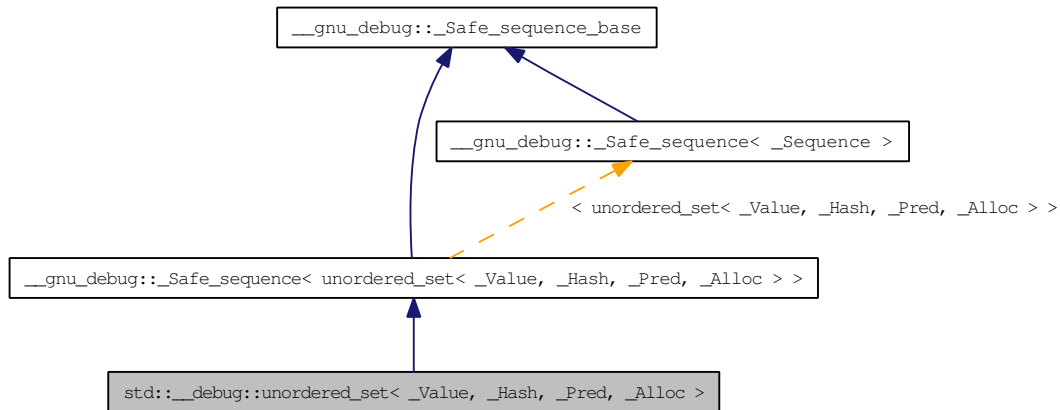 __gnu_debug::_Safe_sequence_base
__gnu_debug::_Safe_sequence< _Sequence >
< unordered_set< _Value, _Hash, _Pred, _Alloc > >
__gnu_debug::_Safe_sequence< unordered_set< _Value, _Hash, _Pred, _Alloc > >
std::__debug::unordered_set< _Value, _Hash, _Pred, _Alloc >